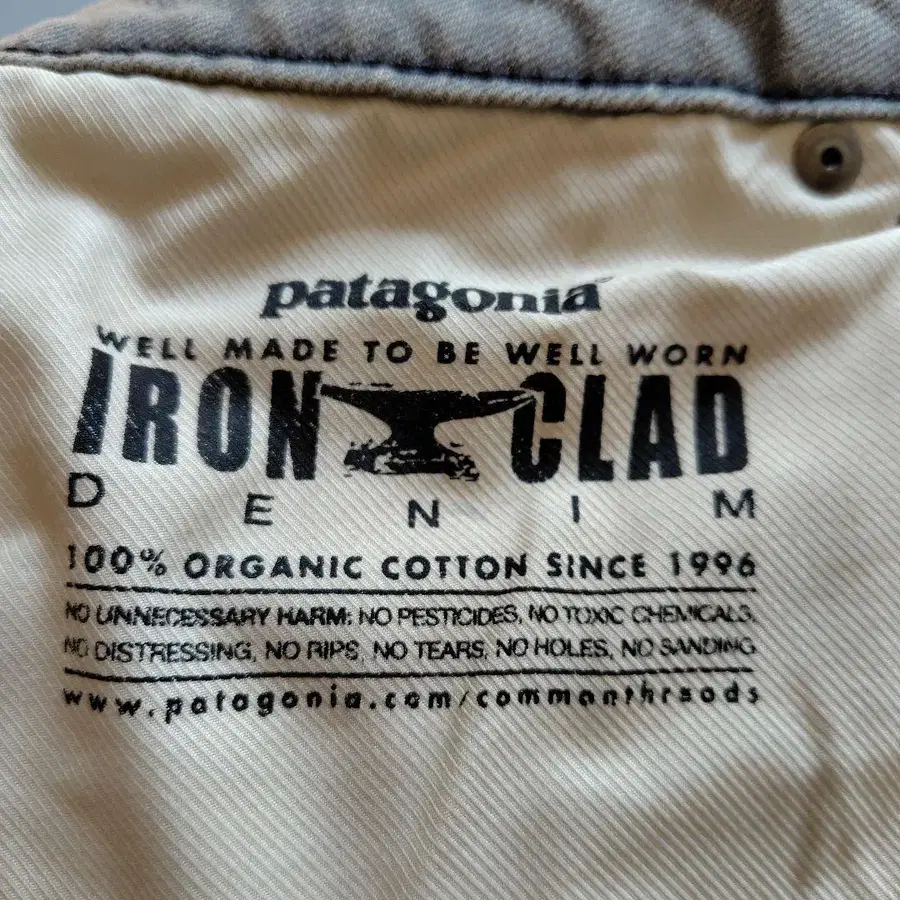 patagonia
WELL MADE TO BE WELL WORN
IRON CLAD
DENIM
100% ORGANIC COTTON SINCE 1996
NO UNNECESSARY HARM: NO PESTICIDES, NO TOXIC CHEMICALS,
NO DISTRESSING, NO RIPS, NO TEARS, NO HOLES, NO SANDING
www.patagonia.com/commonthreads